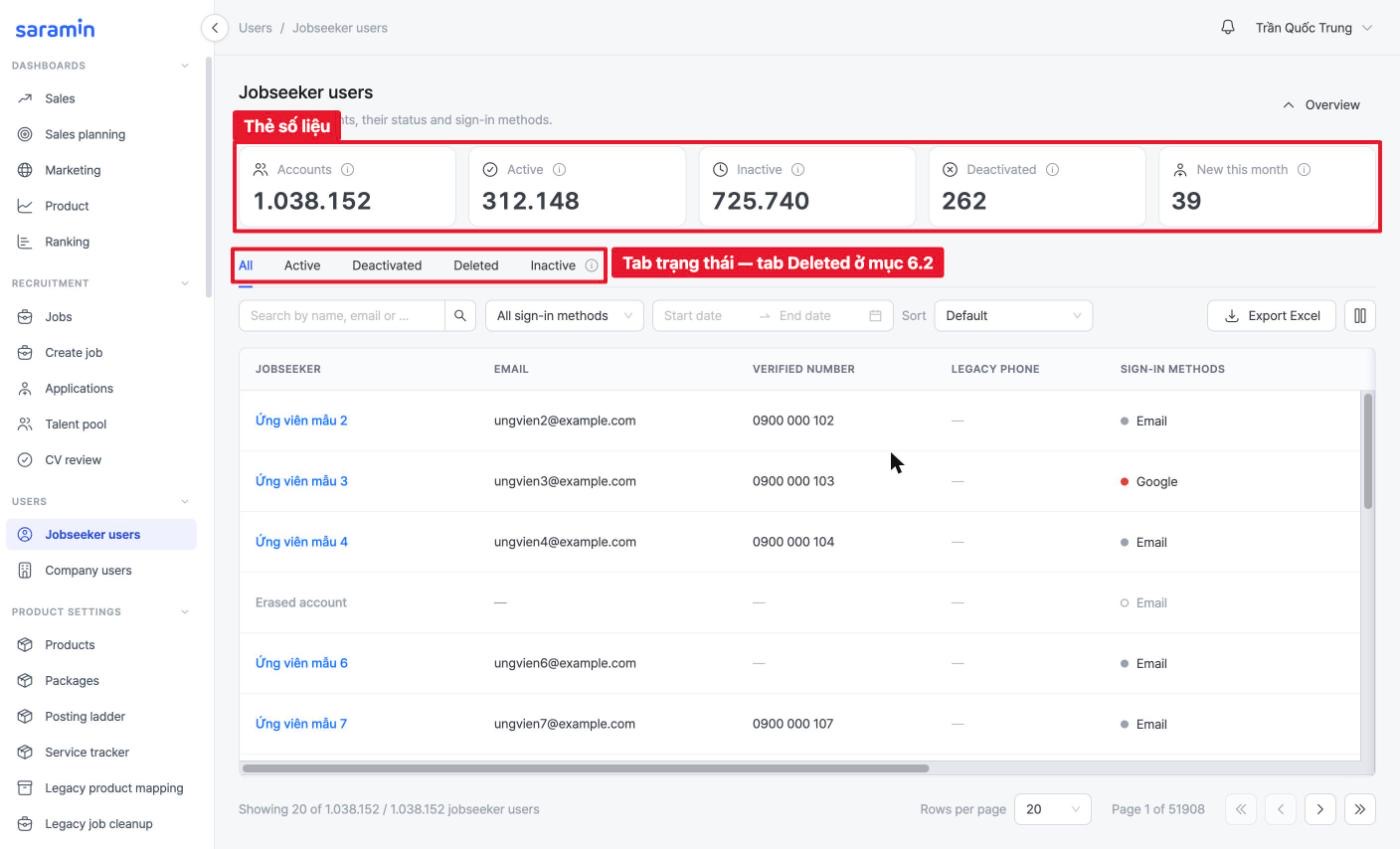 saramin
Users / Jobseeker users
Trần Quốc Trung
DASHBOARDS
Sales
Sales planning
Marketing
Product
Ranking
RECRUITMENT
Jobs
Create job
Applications
Talent pool
CV review
USERS
Jobseeker users
Company users
PRODUCT SETTINGS
Products
Packages
Posting ladder
Service tracker
Legacy product mapping
Legacy job cleanup
Jobseeker users
Overview
Thẻ số liệu
, their status and sign-in methods.
Accounts
1.038.152
Active
312.148
Inactive
725.740
Deactivated
262
New this month
39
All Active Deactivated Deleted Inactive
Tab trạng thái — tab Deleted ở mục 6.2
Search by name, email or ... All sign-in methods Start date → End date Sort Default Export Excel
JOBSEEKER EMAIL VERIFIED NUMBER LEGACY PHONE SIGN-IN METHODS
Ứng viên mẫu 2 ungvien2@example.com 0900 000 102 — Email
Ứng viên mẫu 3 ungvien3@example.com 0900 000 103 — Google
Ứng viên mẫu 4 ungvien4@example.com 0900 000 104 — Email
Erased account — — — Email
Ứng viên mẫu 6 ungvien6@example.com — — Email
Ứng viên mẫu 7 ungvien7@example.com 0900 000 107 — Email
Showing 20 of 1.038.152 / 1.038.152 jobseeker users
Rows per page 20 Page 1 of 51908